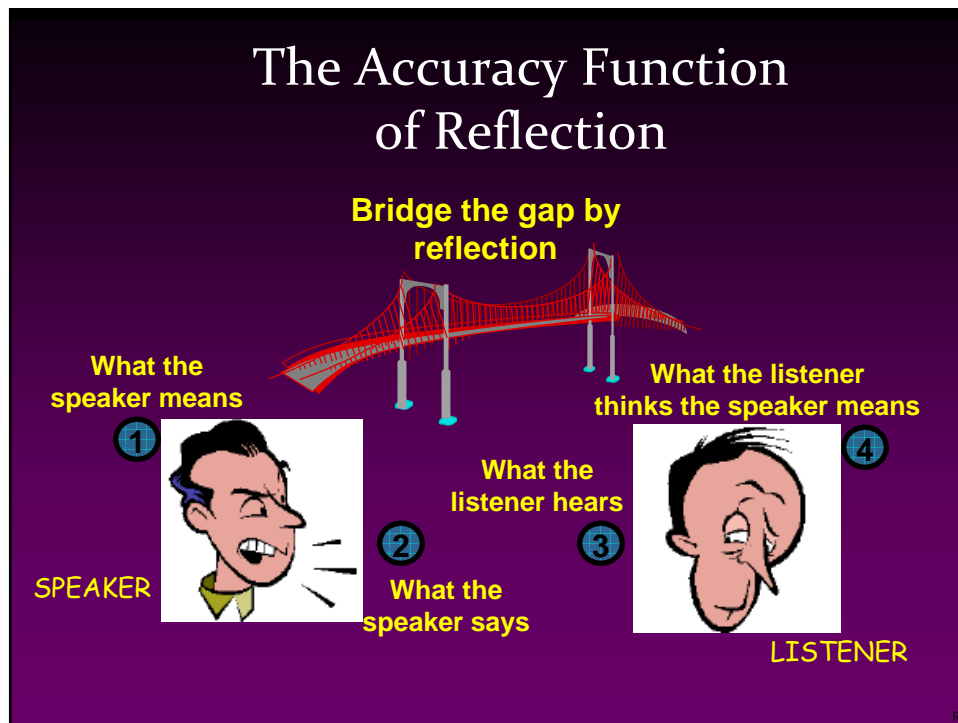 The Accuracy Function
of Reflection
Bridge the gap by
reflection
What the
speaker means
1
SPEAKER
2
What the
speaker says
What the
listener hears
3
What the listener
thinks the speaker means
4
LISTENER